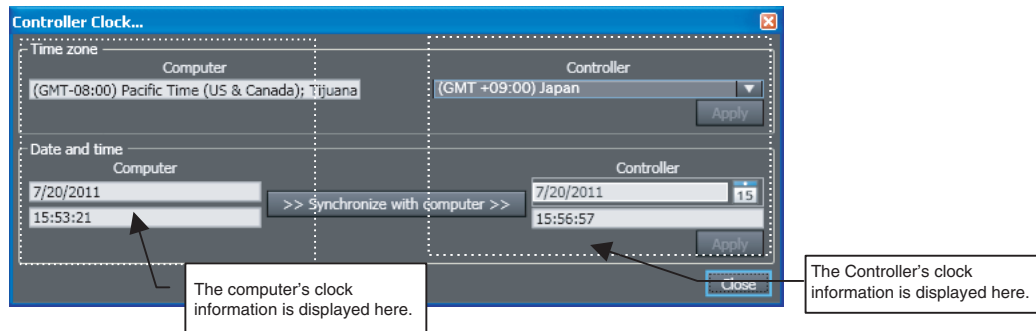 Controller Clock...
Time zone
Computer
Controller
(GMT-08:00) Pacific Time (US & Canada); Tijuana
(GMT +09:00) Japan
Apply
Date and time
Computer
Controller
7/20/2011
>> Synchronize with computer >>
7/20/2011
15
15:53:21
15:56:57
Apply
Close
The computer's clock
information is displayed here.
The Controller's clock
information is displayed here.